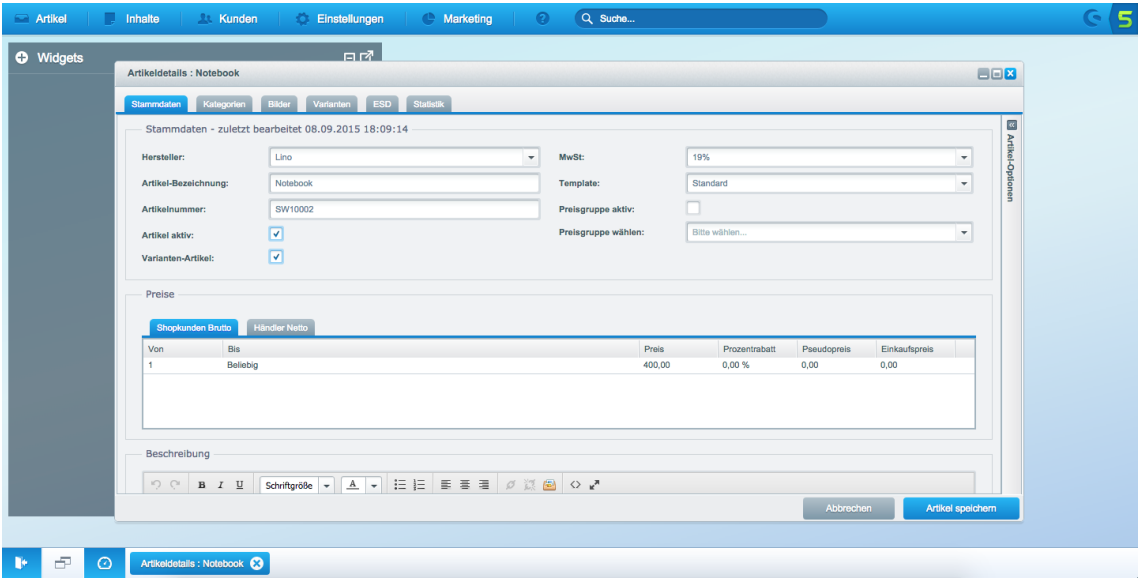 Artikel Inhalte Kunden Einstellungen Marketing ? Suche... 5
Widgets
Artikeldetails : Notebook
Stammdaten Kategorien Bilder Varianten ESD Statistik
Stammdaten - zuletzt bearbeitet 08.09.2015 18:09:14
Hersteller: Lino MwSt: 19%
Artikel-Bezeichnung: Notebook Template: Standard
Artikelnummer: SW10002 Preisgruppe aktiv:
Artikel aktiv: Preisgruppe wählen: Bitte wählen...
Varianten-Artikel:
Artikel-Optionen
Preise
Shopkunden Brutto Händler Netto
Von Bis Preis Prozentrabatt Pseudopreis Einkaufspreis
1 Beliebig 400,00 0,00 % 0,00 0,00
Beschreibung
B I U Schriftgröße A
Abbrechen Artikel speichern
Artikeldetails : Notebook